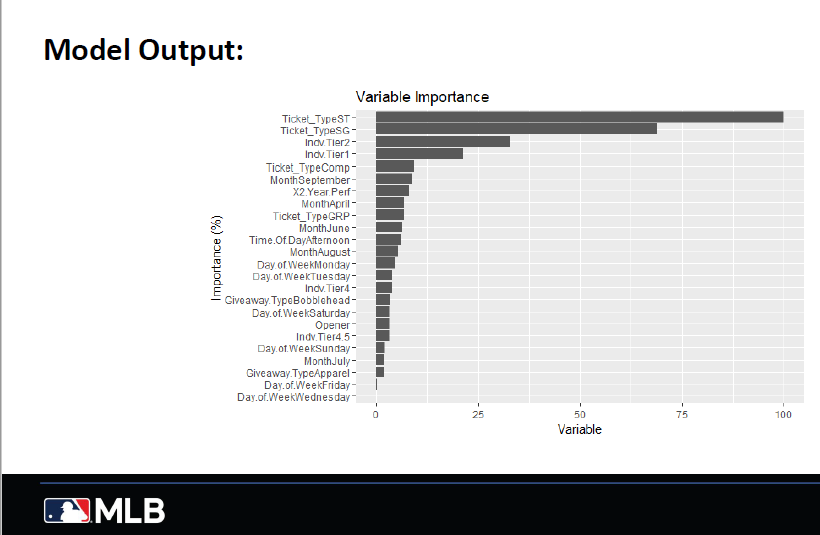 Model Output:
Variable Importance
Ticket_TypeST
Ticket_TypeSG
Indv.Tier2
Indv.Tier1
Ticket_TypeComp
MonthSeptember
X2.Year.Perf
MonthApril
Ticket_TypeGRP
MonthJune
Time.Of.DayAfternoon
MonthAugust
Day.of.WeekMonday
Day.of.WeekTuesday
Indv.Tier4
Giveaway.TypeBobblehead
Day.of.WeekSaturday
Opener
Indv.Tier4.5
Day.of.WeekSunday
MonthJuly
Giveaway.TypeApparel
Day.of.WeekFriday
Day.of.WeekWednesday
Importance (%)
0 25 50 75 100
Variable
MLB